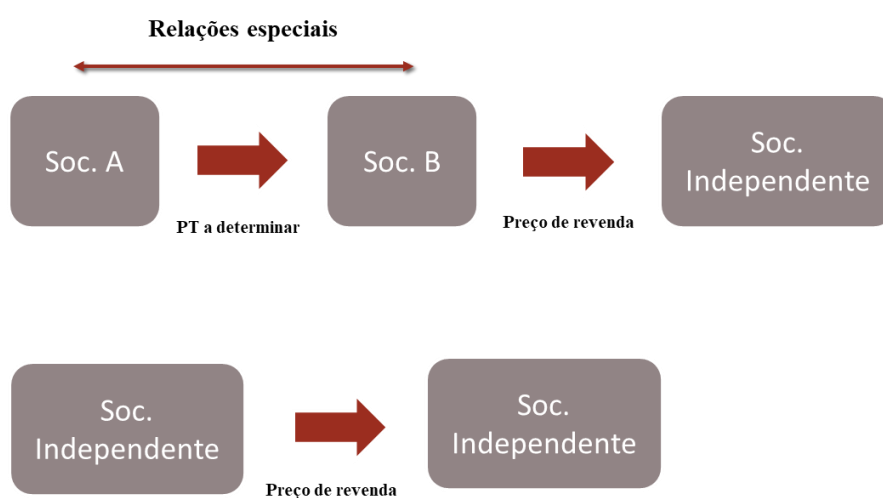 Relações especiais
Soc. A
PT a determinar
Soc. B
Preço de revenda
Soc.
Independente
Soc.
Independente
Preço de revenda
Soc.
Independente